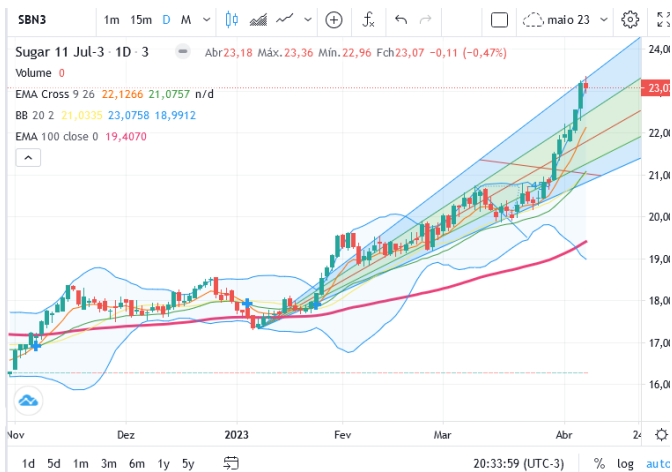 SBN3 1m 15m D M maio 23
Sugar 11 Jul-3 · 1D · 3 Abr23,18 Máx.23,36 Mín.22,96 Fch23,07 −0,11 (−0,47%)
Volume 0
EMA Cross 9 26 22,1266 21,0757 n/d
BB 20 2 21,0335 23,0758 18,9912
EMA 100 close 0 19,4070
24,00
23,07
22,00
21,00
20,00
19,00
18,00
17,00
16,00
Nov Dez 2023 Fev Mar Abr 24
1d 5d 1m 3m 6m 1y 5y 20:33:59 (UTC-3) % log auto